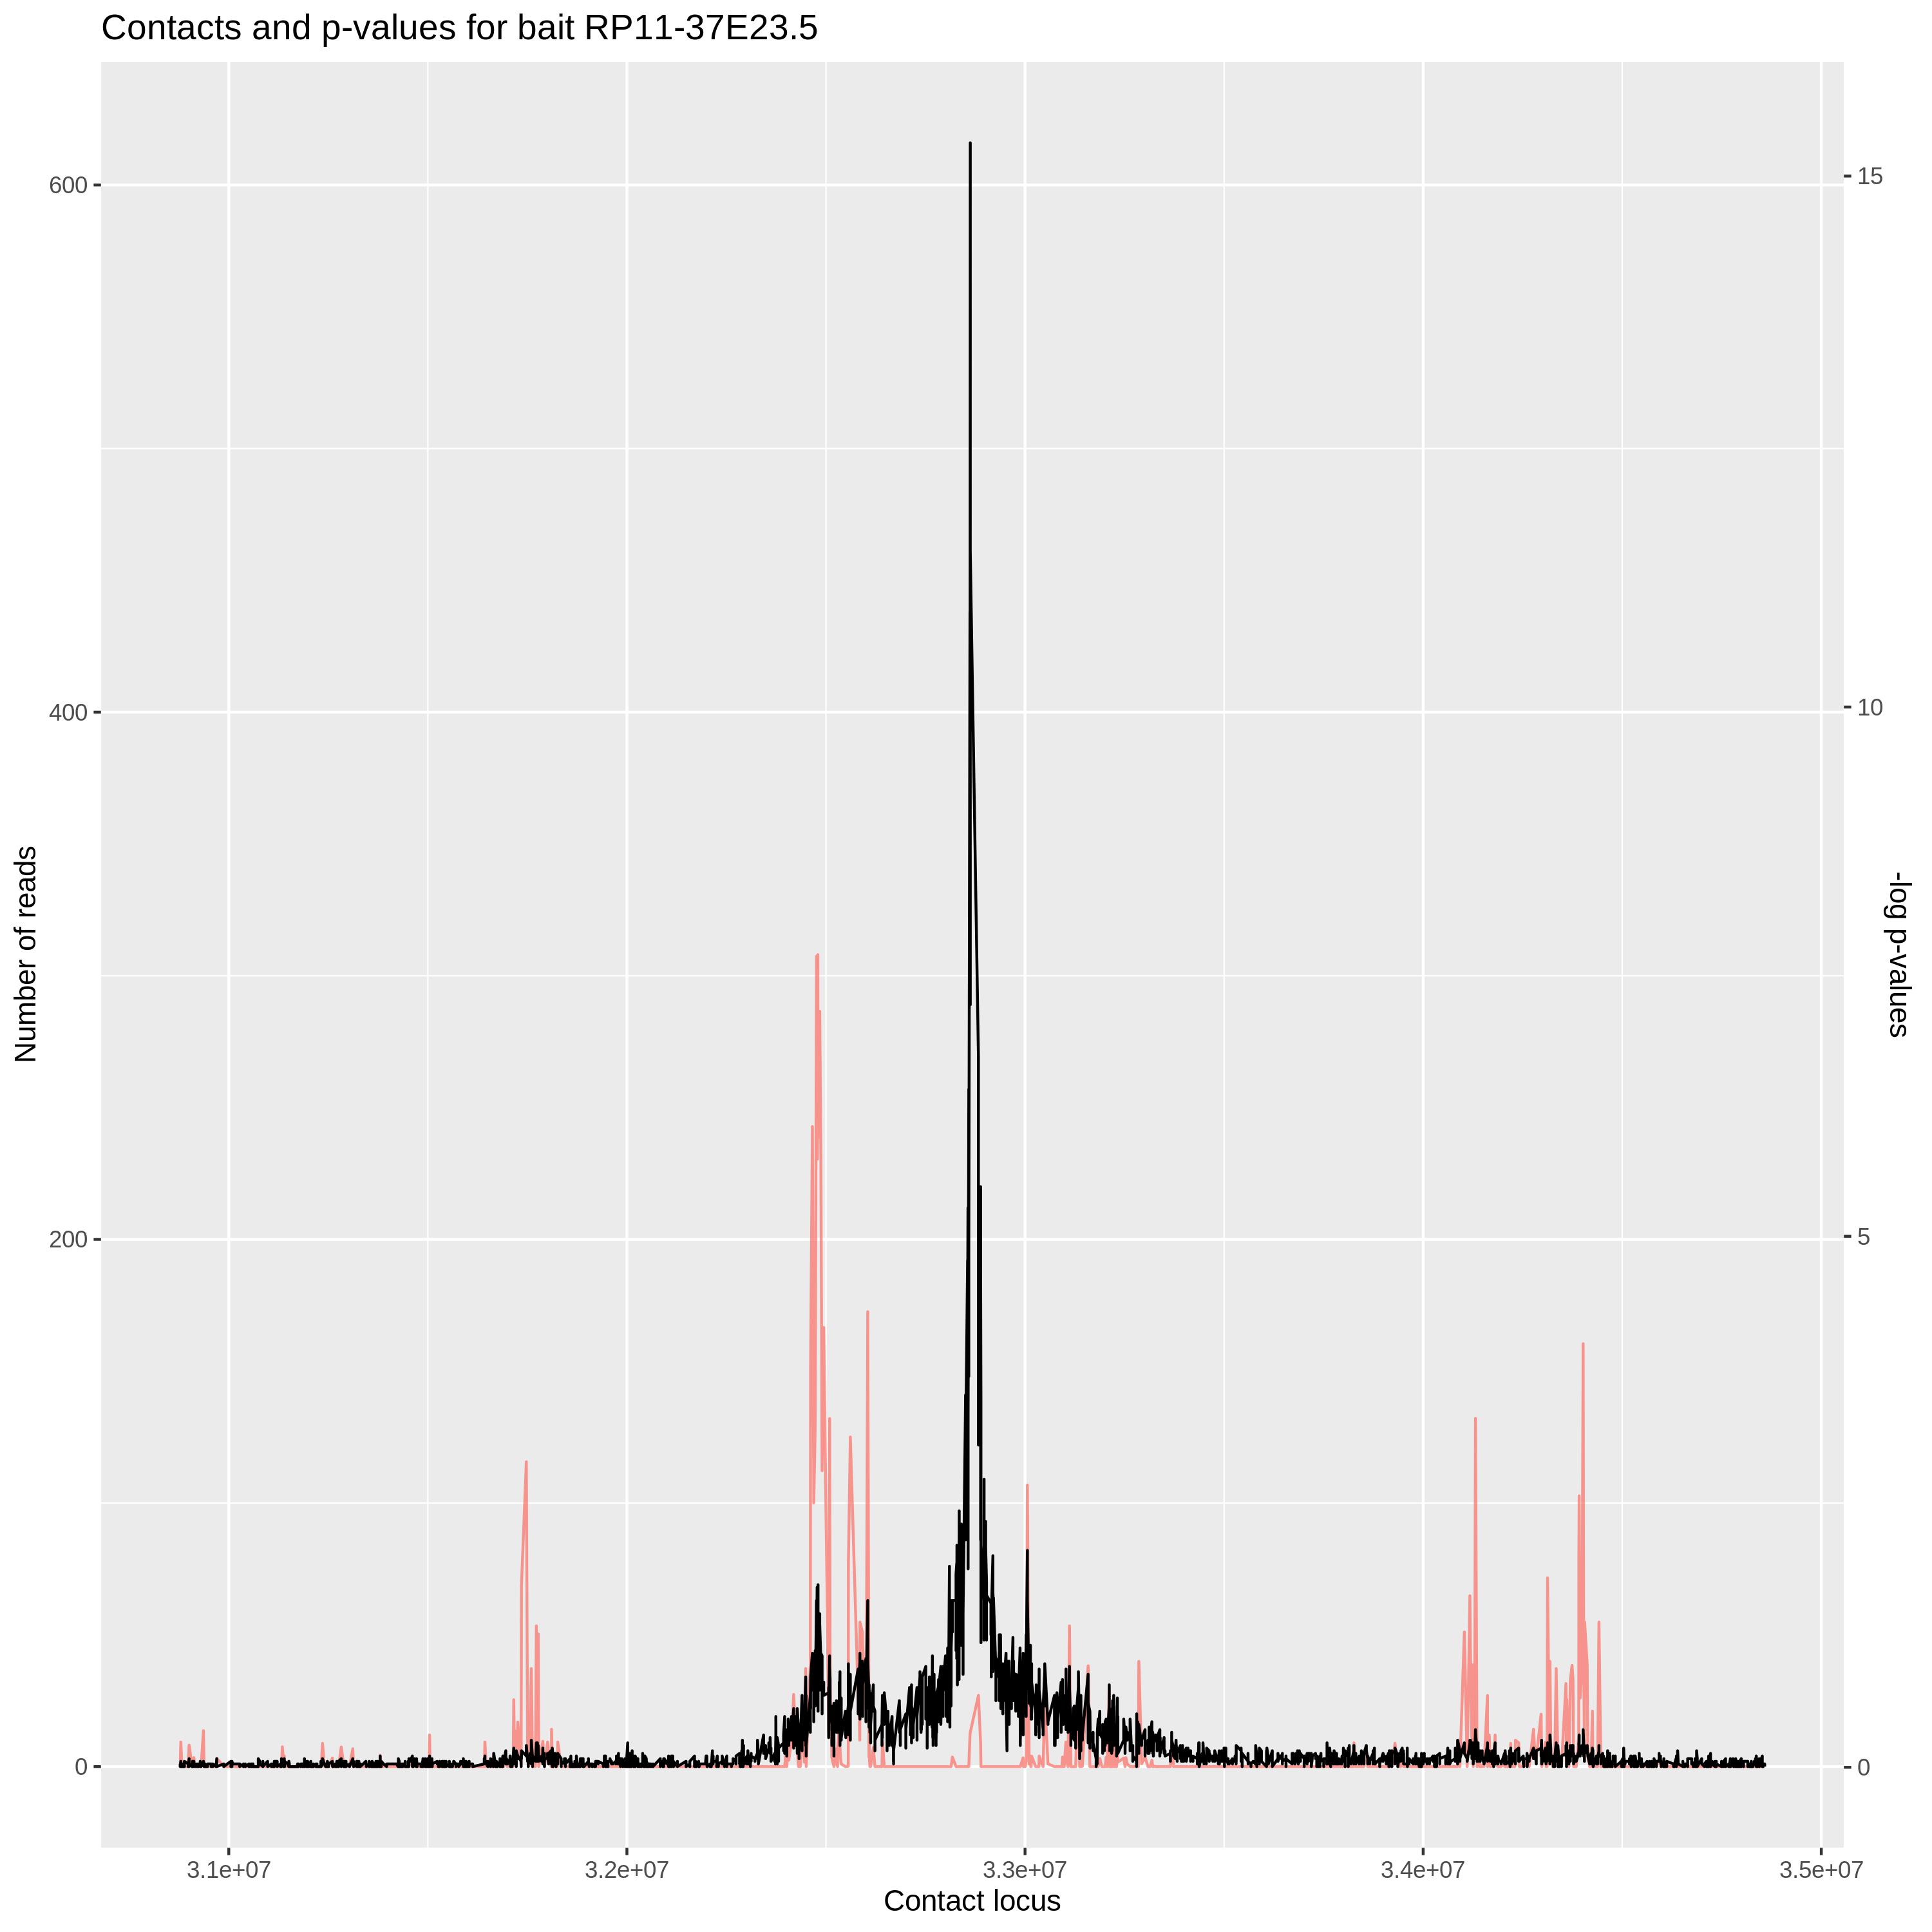 Contacts and p-values for bait RP11-37E23.5
Number of reads
600
400
200
0
15
10
5
0
-log p-values
3.1e+07 3.2e+07 3.3e+07 3.4e+07 3.5e+07
Contact locus